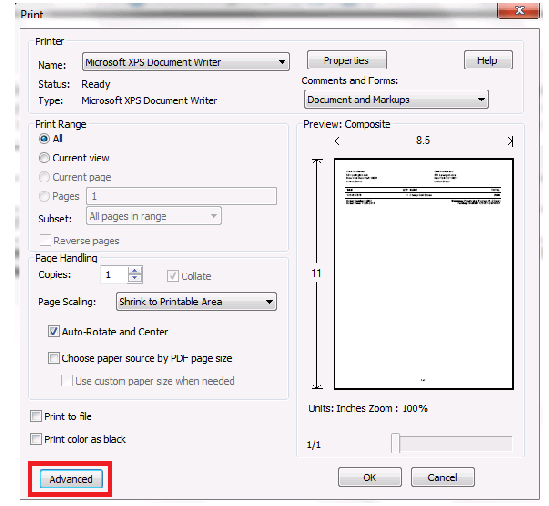 Print
Printer
Name: Microsoft XPS Document Writer Properties Help
Status: Ready Comments and Forms:
Type: Microsoft XPS Document Writer Document and Markups
Print Range Preview: Composite
All 8.5
Current view
Current page
Pages 1
Subset: All pages in range
Reverse pages
Page Handling
Copies: 1 Collate 11
Page Scaling: Shrink to Printable Area
Auto-Rotate and Center
Choose paper source by PDF page size
Use custom paper size when needed
Print to file Units: Inches Zoom : 100%
Print color as black 1/1
Advanced OK Cancel